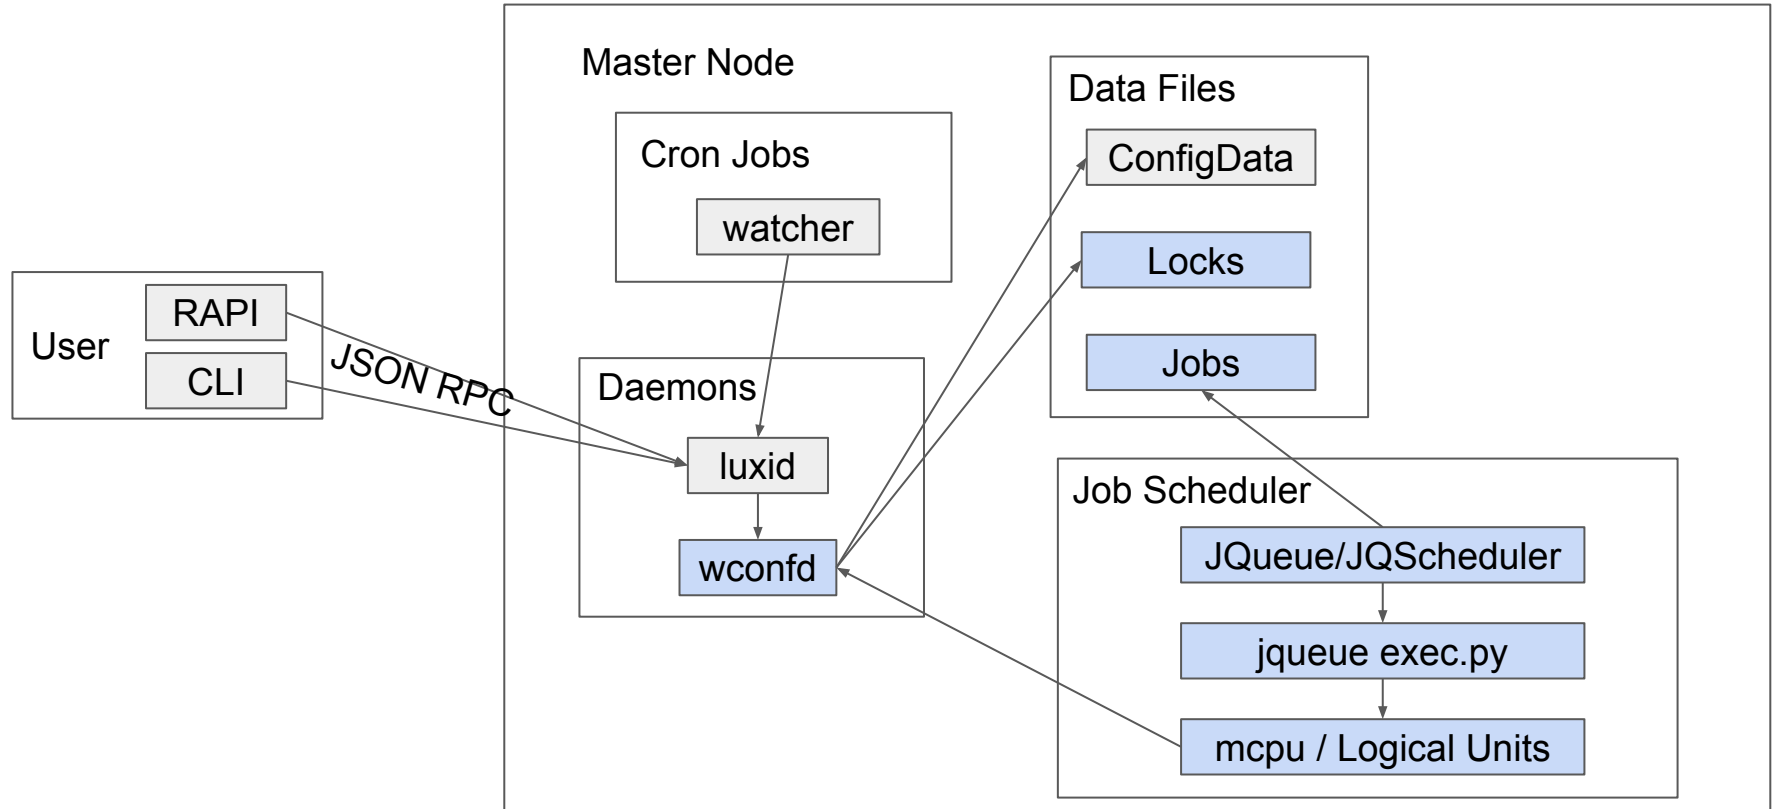 Master Node
Cron Jobs
watcher
User
RAPI
CLI
JSON RPC
Daemons
luxid
wconfd
Data Files
ConfigData
Locks
Jobs
Job Scheduler
JQueue/JQScheduler
jqueue exec.py
mcpu / Logical Units